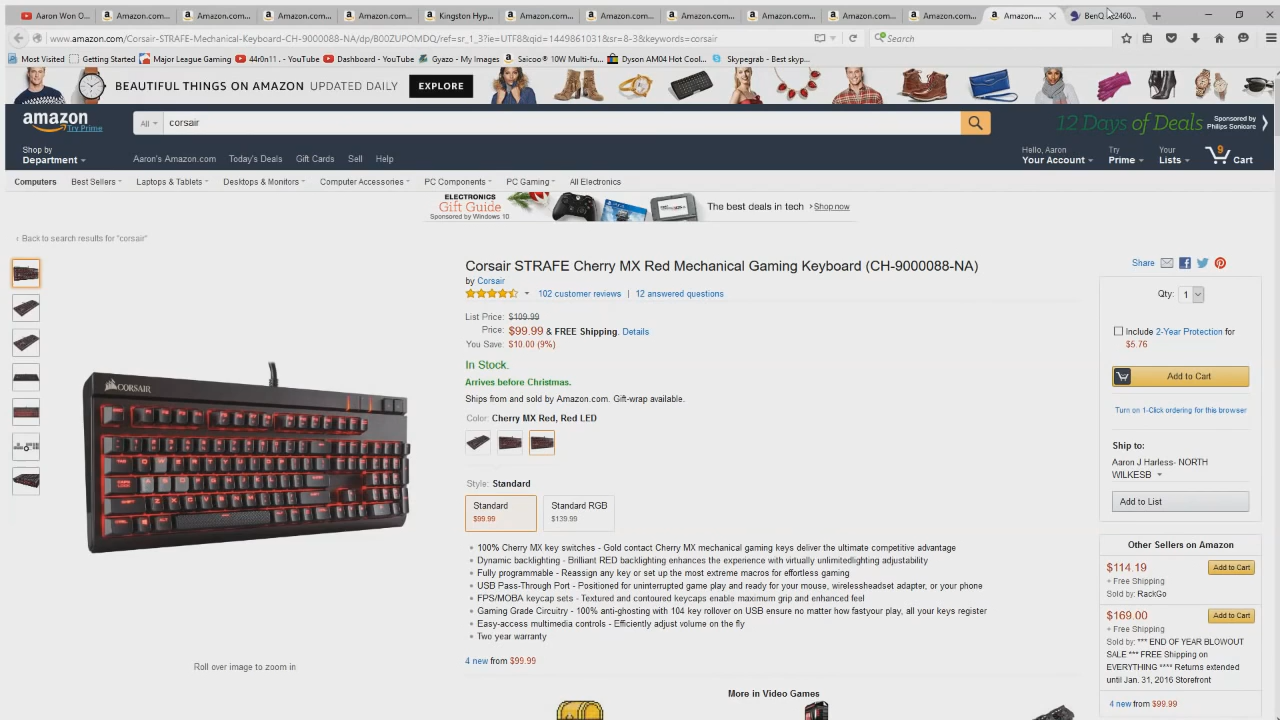 Aaron Won O...
Amazon....
Amazon....
Amazon....
Amazon....
Kingston Hyp...
Amazon....
Amazon....
Amazon....
Amazon....
Amazon....
Amazon....
Amazon....
BenQ
www.amazon.com/Corsair-STRAFE-Mechanical-Keyboard-CH-9000088-NA/dp/B00ZUPOMDQ/ref=sr_1_3?ie=UTF8&qid=1449861031&sr=8-3&keywords=corsair
Search
Most Visited
Getting Started
Major League Gaming
44r0n11 . - YouTube
Dashboard - YouTube
Gyazo - My Images
Saicoo® 10W Multi-fu...
Dyson AM04 Hot Cool...
Skypegrab - Best skyp...
BEAUTIFUL THINGS ON AMAZON UPDATED DAILY
EXPLORE
amazon
Try Prime
All
corsair
12 Days of Deals
Sponsored by
Philips Sonicare
Shop by
Department
Aaron's Amazon.com
Today's Deals
Gift Cards
Sell
Help
Hello, Aaron
Your Account
Try
Prime
Your
Lists
9
Cart
Computers
Best Sellers
Laptops & Tablets
Desktops & Monitors
Computer Accessories
PC Components
PC Gaming
All Electronics
ELECTRONICS
Gift Guide
Sponsored by Windows 10
The best deals in tech
›Shop now
‹ Back to search results for "corsair"
Corsair STRAFE Cherry MX Red Mechanical Gaming Keyboard (CH-9000088-NA)
by Corsair
102 customer reviews | 12 answered questions
List Price: $109.99
Price: $99.99 & FREE Shipping. Details
You Save: $10.00 (9%)
In Stock.
Arrives before Christmas.
Ships from and sold by Amazon.com. Gift-wrap available.
Color: Cherry MX Red, Red LED
Style: Standard
Standard
$99.99
Standard RGB
$139.99
• 100% Cherry MX key switches - Gold contact Cherry MX mechanical gaming keys deliver the ultimate competitive advantage
• Dynamic backlighting - Brilliant RED backlighting enhances the experience with virtually unlimitedlighting adjustability
• Fully programmable - Reassign any key or set up the most extreme macros for effortless gaming
• USB Pass-Through Port - Positioned for uninterrupted game play and ready for your mouse, wirelessheadset adapter, or your phone
• FPS/MOBA keycap sets - Textured and contoured keycaps enable maximum grip and enhanced feel
• Gaming Grade Circuitry - 100% anti-ghosting with 104 key rollover on USB ensure no matter how fastyour play, all your keys register
• Easy-access multimedia controls - Efficiently adjust volume on the fly
• Two year warranty
4 new from $99.99
CORSAIR
Roll over image to zoom in
More in Video Games
Share
Qty: 1
Include 2-Year Protection for
$5.76
Add to Cart
Turn on 1-Click ordering for this browser
Ship to:
Aaron J Harless- NORTH
WILKESB
Add to List
Other Sellers on Amazon
$114.19
Add to Cart
+ Free Shipping
Sold by: RackGo
$169.00
Add to Cart
+ Free Shipping
Sold by: *** END OF YEAR BLOWOUT
SALE *** FREE Shipping on
EVERYTHING **** Returns extended
until Jan. 31, 2016 Storefront
4 new from $99.99